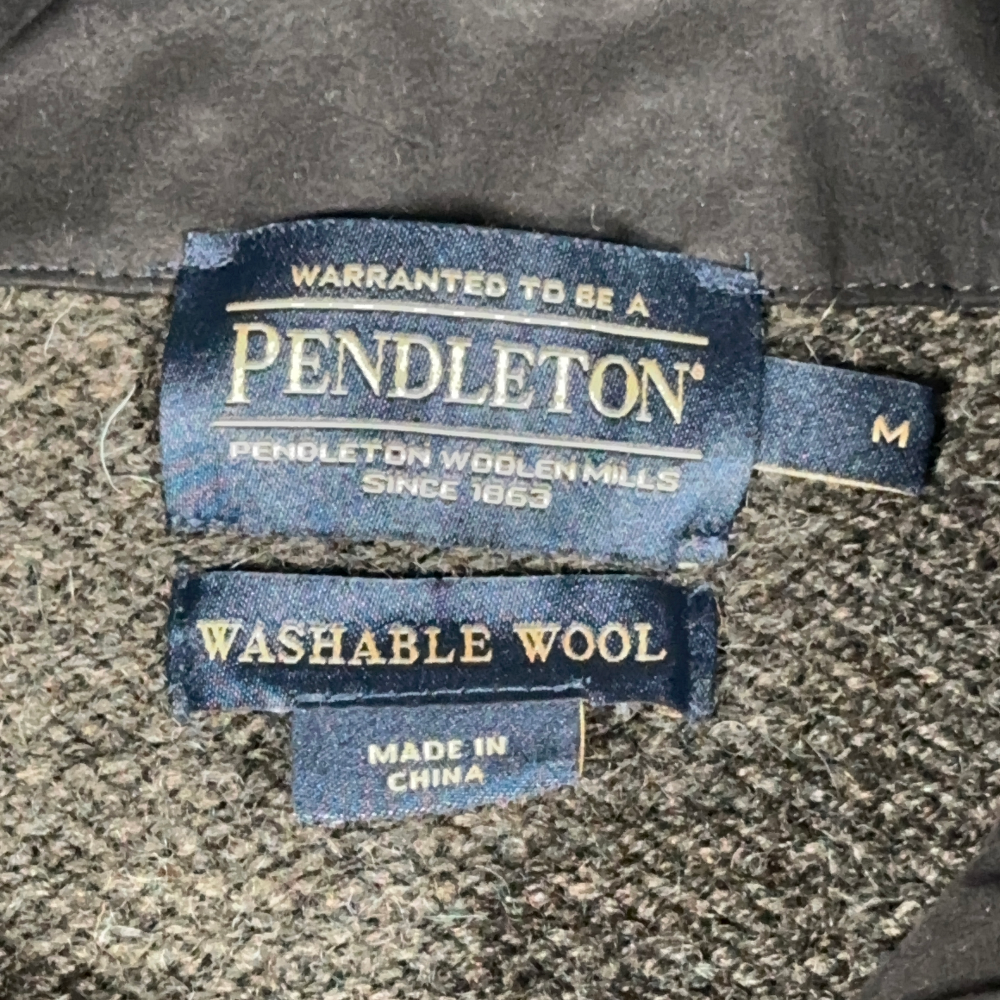 WARRANTED TO BE A
PENDLETON®
PENDLETON WOOLEN MILLS
SINCE 1863
M
WASHABLE WOOL
MADE IN
CHINA